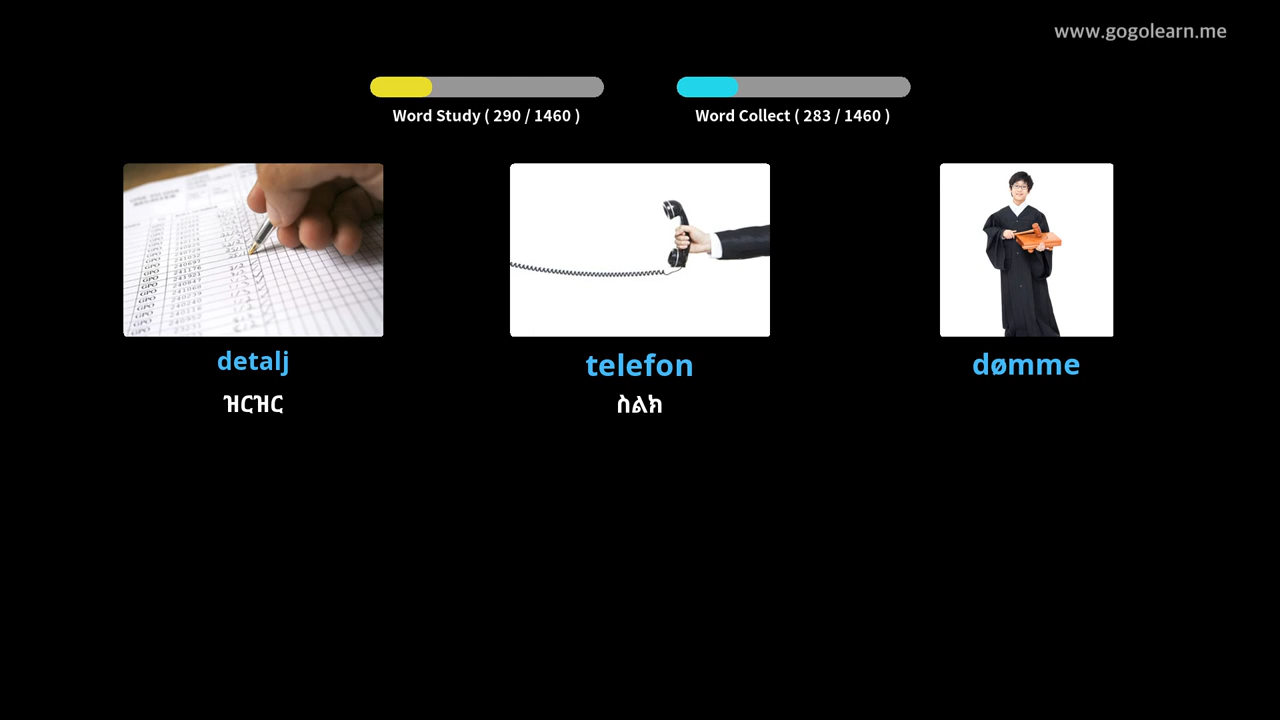 www.gogolearn.me
Word Study ( 290 / 1460 )
Word Collect ( 283 / 1460 )
detalj
telefon
dømme
ዝርዝር
ስልክ